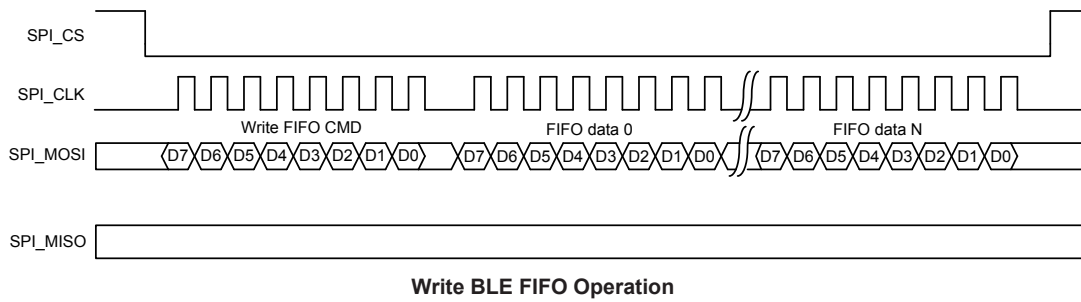 SPI_CS
SPI_CLK
Write FIFO CMD FIFO data 0 FIFO data N
SPI_MOSI D7 D6 D5 D4 D3 D2 D1 D0 D7 D6 D5 D4 D3 D2 D1 D0 D7 D6 D5 D4 D3 D2 D1 D0
SPI_MISO
Write BLE FIFO Operation